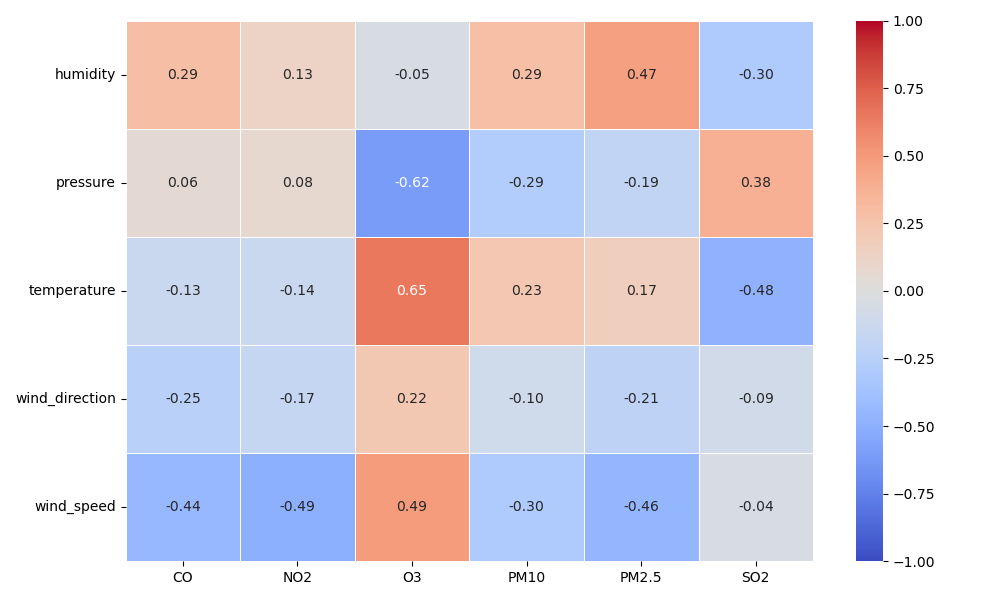 humidity 0.29 0.13 -0.05 0.29 0.47 -0.30
pressure 0.06 0.08 -0.62 -0.29 -0.19 0.38
temperature -0.13 -0.14 0.65 0.23 0.17 -0.48
wind_direction -0.25 -0.17 0.22 -0.10 -0.21 -0.09
wind_speed -0.44 -0.49 0.49 -0.30 -0.46 -0.04
CO NO2 O3 PM10 PM2.5 SO2
1.00
0.75
0.50
0.25
0.00
−0.25
−0.50
−0.75
−1.00